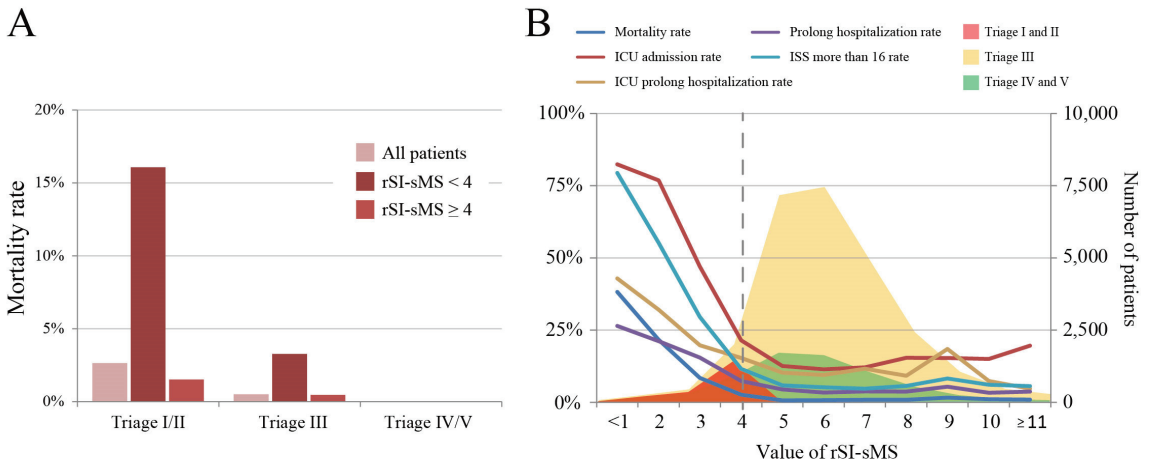 A
Mortality rate
20%
15%
10%
5%
0%
All patients
rSI-sMS < 4
rSI-sMS ≥ 4
Triage I/II
Triage III
Triage IV/V
B
Mortality rate
Prolong hospitalization rate
Triage I and II
ICU admission rate
ISS more than 16 rate
Triage III
ICU prolong hospitalization rate
Triage IV and V
100%
75%
50%
25%
0%
10,000
7,500
5,000
2,500
0
Number of patients
<1 2 3 4 5 6 7 8 9 10 ≥11
Value of rSI-sMS